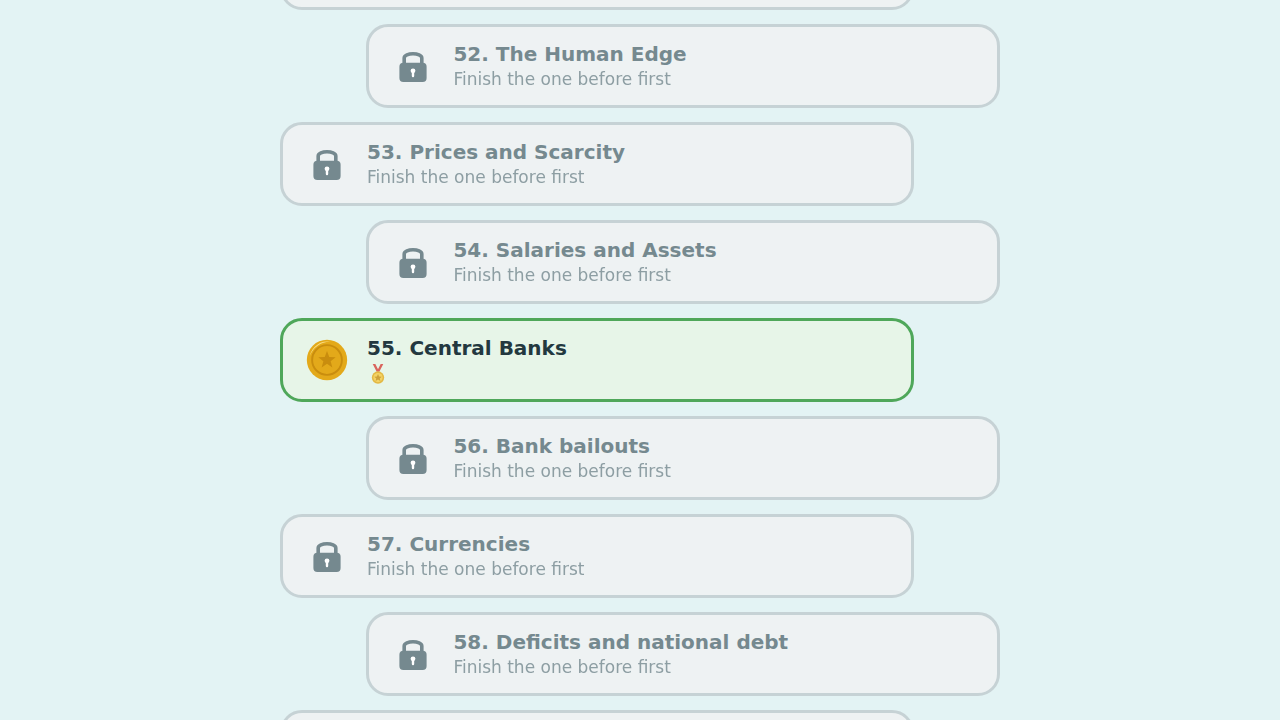 52. The Human Edge
Finish the one before first
53. Prices and Scarcity
Finish the one before first
54. Salaries and Assets
Finish the one before first
55. Central Banks
56. Bank bailouts
Finish the one before first
57. Currencies
Finish the one before first
58. Deficits and national debt
Finish the one before first